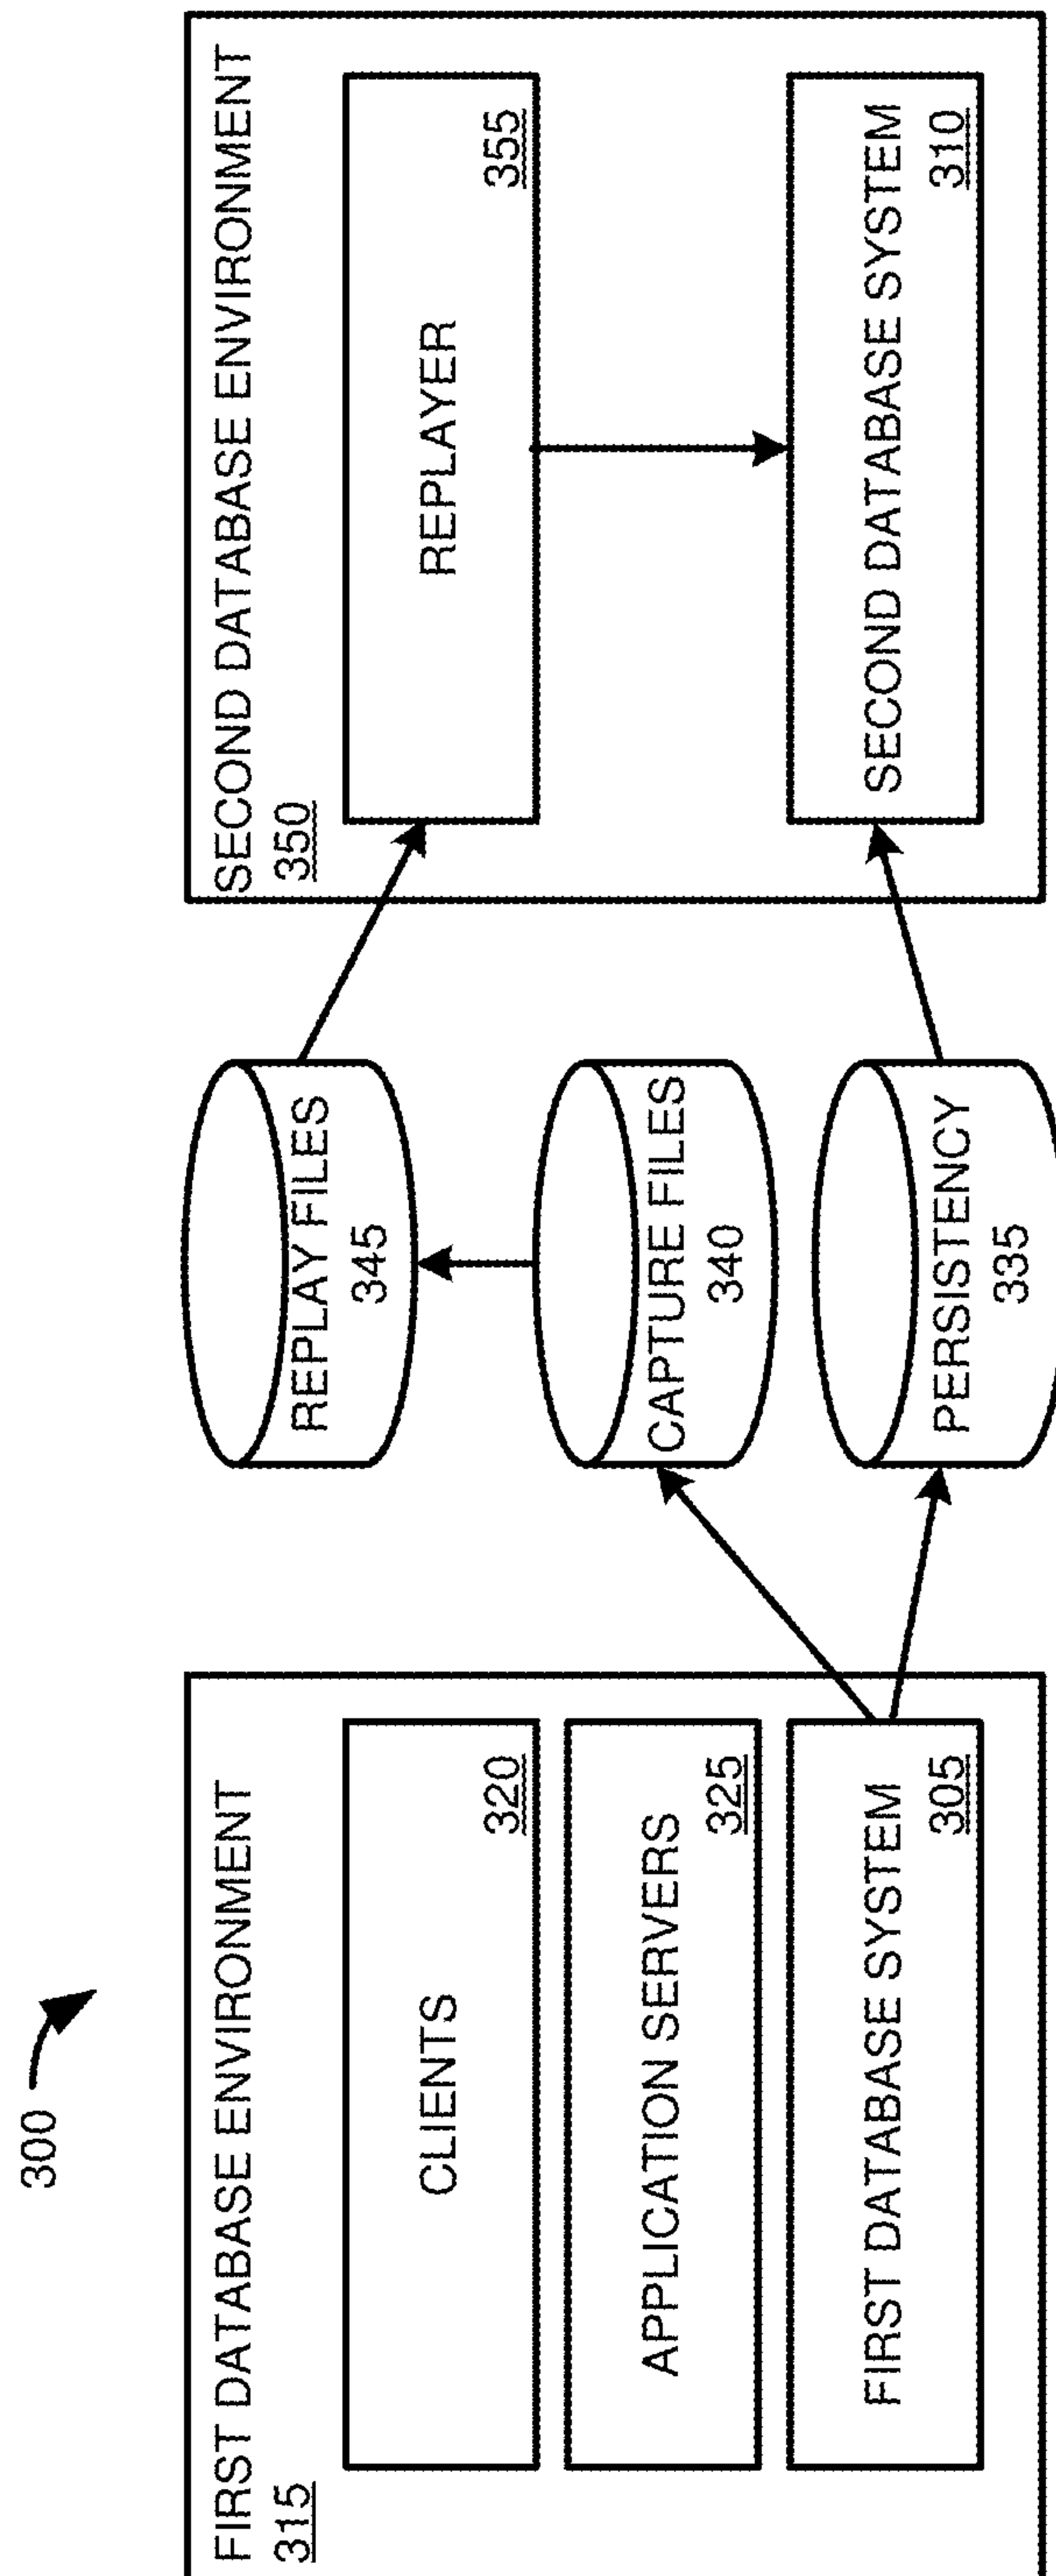 300
FIRST DATABASE ENVIRONMENT
315
CLIENTS
320
APPLICATION SERVERS
325
FIRST DATABASE SYSTEM
305
REPLAY FILES
345
CAPTURE FILES
340
PERSISTENCY
335
SECOND DATABASE ENVIRONMENT
350
REPLAYER
355
SECOND DATABASE SYSTEM
310